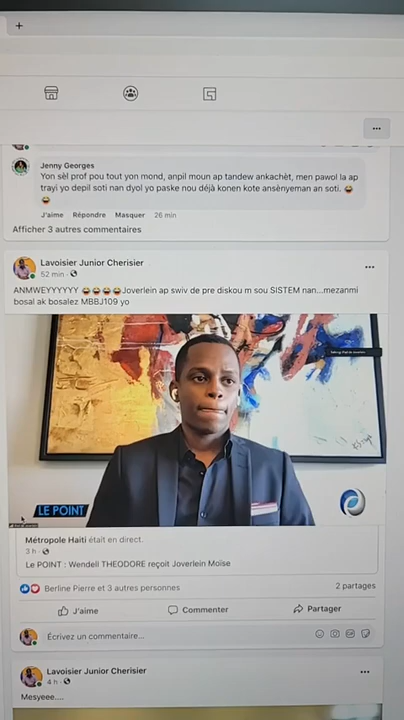 Jenny Georges
Yon sèl prof pou tout yon mond, anpil moun ap tandew ankachèt, men pawol la ap
trayi yo depil soti nan dyol yo paske nou déjà konen kote ansènyeman an soti. 😂
😂
J'aime Répondre Masquer 26 min
Afficher 3 autres commentaires
Lavoisier Junior Cherisier
52 min
ANMWEYYYYYY 😂😂😂😂Joverlein ap swiv de pre diskou m sou SISTEM nan...mezanmi
bosal ak bosalez MBBJ109 yo
LE POINT
Métropole Haiti était en direct.
3 h
Le POINT : Wendell THEODORE reçoit Joverlein Moïse
Berline Pierre et 3 autres personnes
2 partages
J'aime Commenter Partager
Écrivez un commentaire...
Lavoisier Junior Cherisier
4 h
Mesyeee....